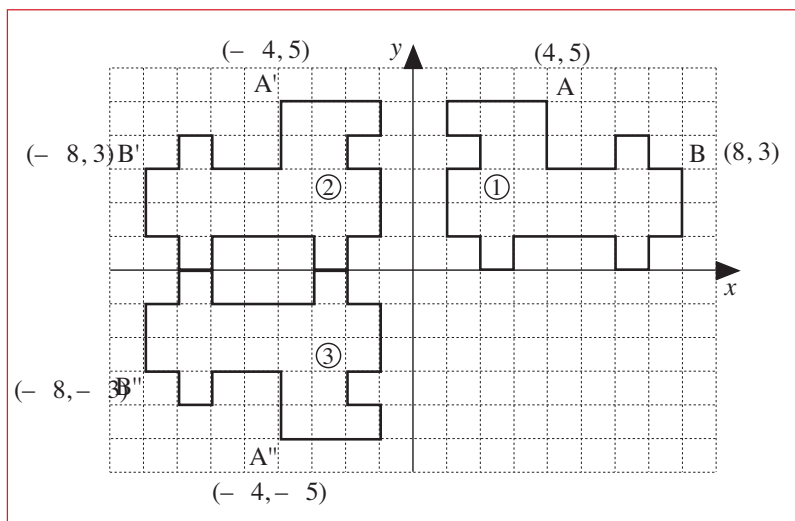 (– 4, 5) y (4, 5)
A' A
(– 8, 3) B' B (8, 3)
② ①
x
③
(– 8, – 3) B"
A"
(– 4, – 5)